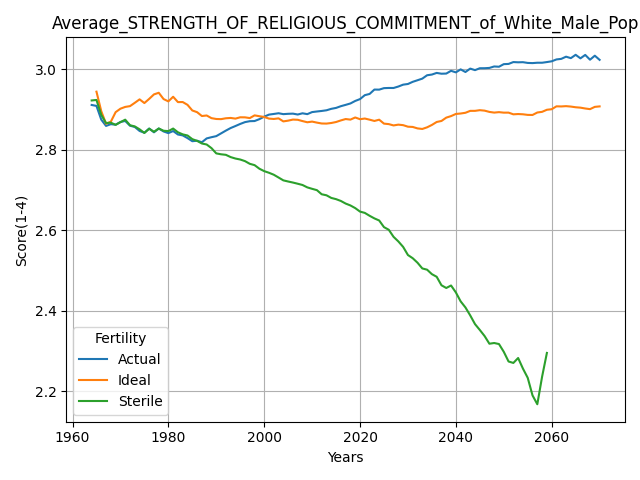 Average_STRENGTH_OF_RELIGIOUS_COMMITMENT_of_White_Male_Pop
3.0
2.8
2.6
2.4
2.2
Score(1-4)
Fertility
Actual
Ideal
Sterile
1960 1980 2000 2020 2040 2060
Years